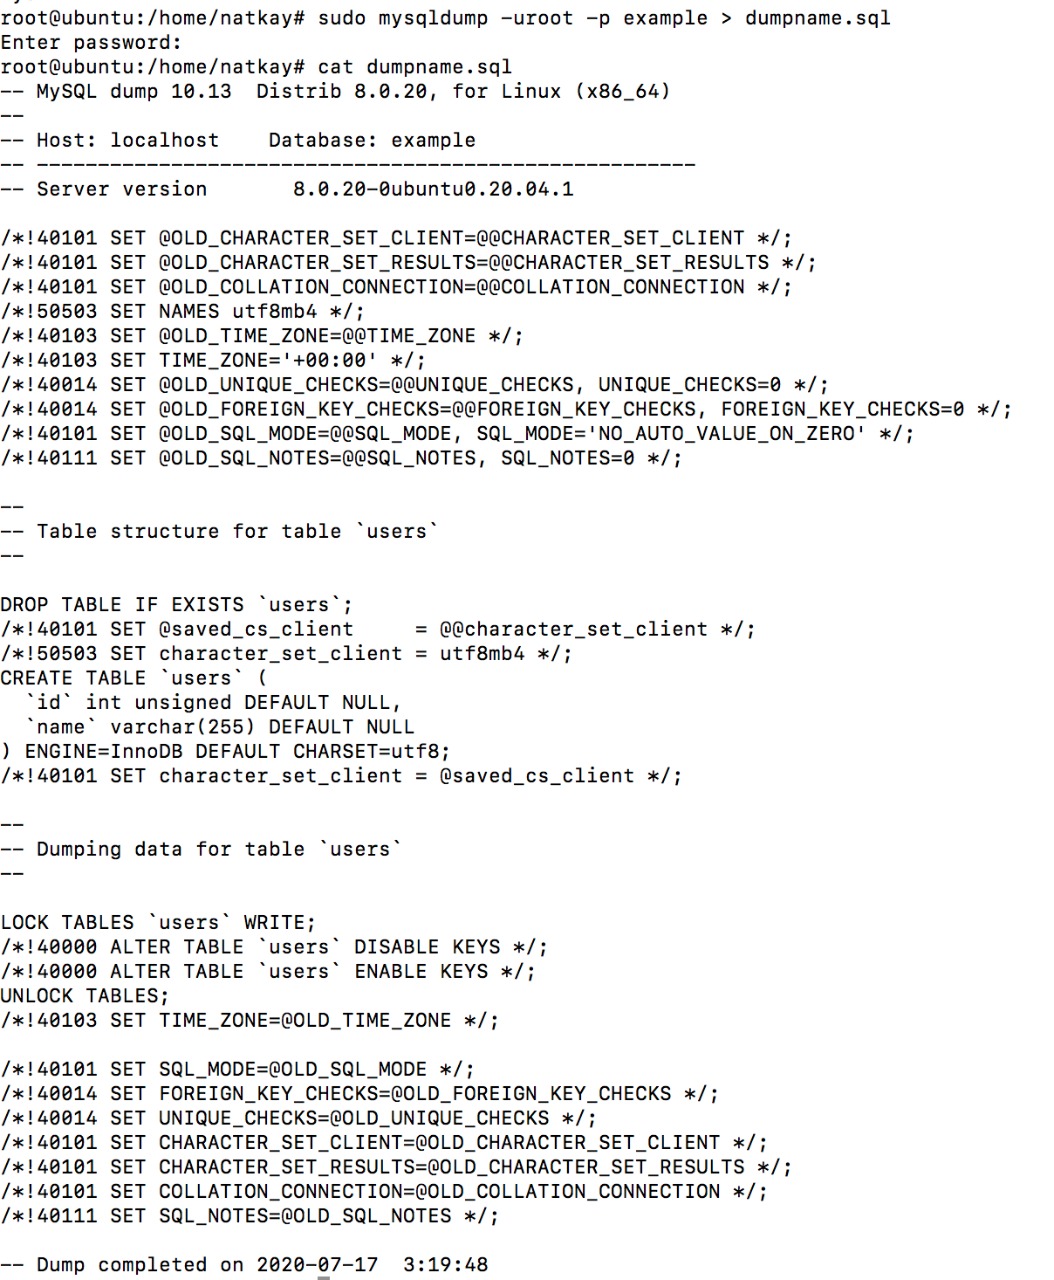 root@ubuntu:/home/natkay# sudo mysqldump -uroot -p example > dumpname.sql
Enter password:
root@ubuntu:/home/natkay# cat dumpname.sql
-- MySQL dump 10.13  Distrib 8.0.20, for Linux (x86_64)
--
-- Host: localhost    Database: example
-- ------------------------------------------------------
-- Server version       8.0.20-0ubuntu0.20.04.1

/*!40101 SET @OLD_CHARACTER_SET_CLIENT=@@CHARACTER_SET_CLIENT */;
/*!40101 SET @OLD_CHARACTER_SET_RESULTS=@@CHARACTER_SET_RESULTS */;
/*!40101 SET @OLD_COLLATION_CONNECTION=@@COLLATION_CONNECTION */;
/*!50503 SET NAMES utf8mb4 */;
/*!40103 SET @OLD_TIME_ZONE=@@TIME_ZONE */;
/*!40103 SET TIME_ZONE='+00:00' */;
/*!40014 SET @OLD_UNIQUE_CHECKS=@@UNIQUE_CHECKS, UNIQUE_CHECKS=0 */;
/*!40014 SET @OLD_FOREIGN_KEY_CHECKS=@@FOREIGN_KEY_CHECKS, FOREIGN_KEY_CHECKS=0 */;
/*!40101 SET @OLD_SQL_MODE=@@SQL_MODE, SQL_MODE='NO_AUTO_VALUE_ON_ZERO' */;
/*!40111 SET @OLD_SQL_NOTES=@@SQL_NOTES, SQL_NOTES=0 */;

--
-- Table structure for table `users`
--

DROP TABLE IF EXISTS `users`;
/*!40101 SET @saved_cs_client     = @@character_set_client */;
/*!50503 SET character_set_client = utf8mb4 */;
CREATE TABLE `users` (
  `id` int unsigned DEFAULT NULL,
  `name` varchar(255) DEFAULT NULL
) ENGINE=InnoDB DEFAULT CHARSET=utf8;
/*!40101 SET character_set_client = @saved_cs_client */;

--
-- Dumping data for table `users`
--

LOCK TABLES `users` WRITE;
/*!40000 ALTER TABLE `users` DISABLE KEYS */;
/*!40000 ALTER TABLE `users` ENABLE KEYS */;
UNLOCK TABLES;
/*!40103 SET TIME_ZONE=@OLD_TIME_ZONE */;

/*!40101 SET SQL_MODE=@OLD_SQL_MODE */;
/*!40014 SET FOREIGN_KEY_CHECKS=@OLD_FOREIGN_KEY_CHECKS */;
/*!40014 SET UNIQUE_CHECKS=@OLD_UNIQUE_CHECKS */;
/*!40101 SET CHARACTER_SET_CLIENT=@OLD_CHARACTER_SET_CLIENT */;
/*!40101 SET CHARACTER_SET_RESULTS=@OLD_CHARACTER_SET_RESULTS */;
/*!40101 SET COLLATION_CONNECTION=@OLD_COLLATION_CONNECTION */;
/*!40111 SET SQL_NOTES=@OLD_SQL_NOTES */;

-- Dump completed on 2020-07-17  3:19:48